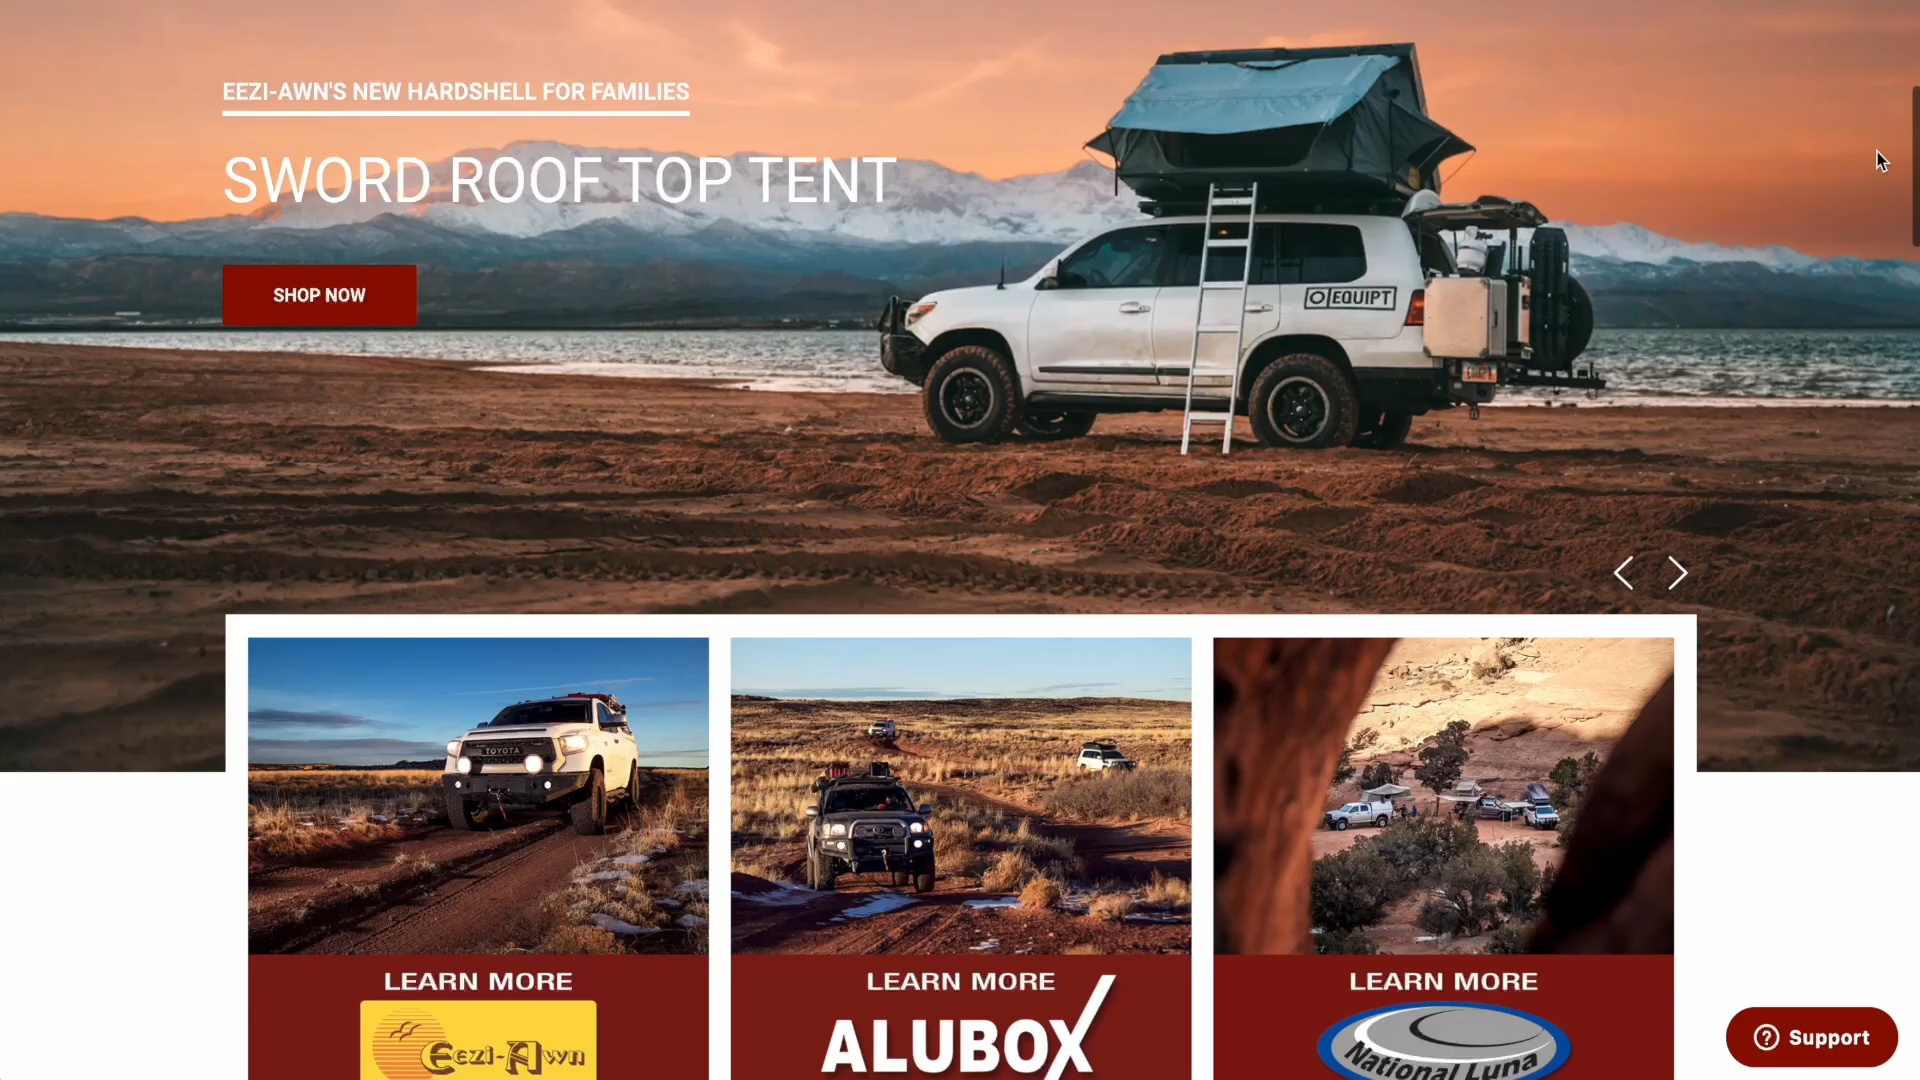 EEZI-AWN'S NEW HARDSHELL FOR FAMILIES
SWORD ROOF TOP TENT
SHOP NOW
EQUIPT
TOYOTA
LEARN MORE
Eezi-Awn
LEARN MORE
ALUBOX
LEARN MORE
National Luna
Support